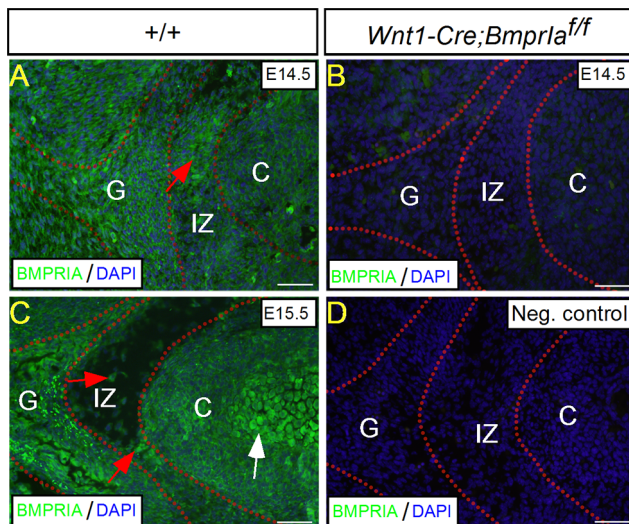 +/+
Wnt1-Cre;BmprIa f/f
A
E14.5
G
IZ
C
BMPRIA/DAPI
B
E14.5
G
IZ
C
BMPRIA/DAPI
C
E15.5
G
IZ
C
BMPRIA/DAPI
D
Neg. control
G
IZ
C
BMPRIA/DAPI